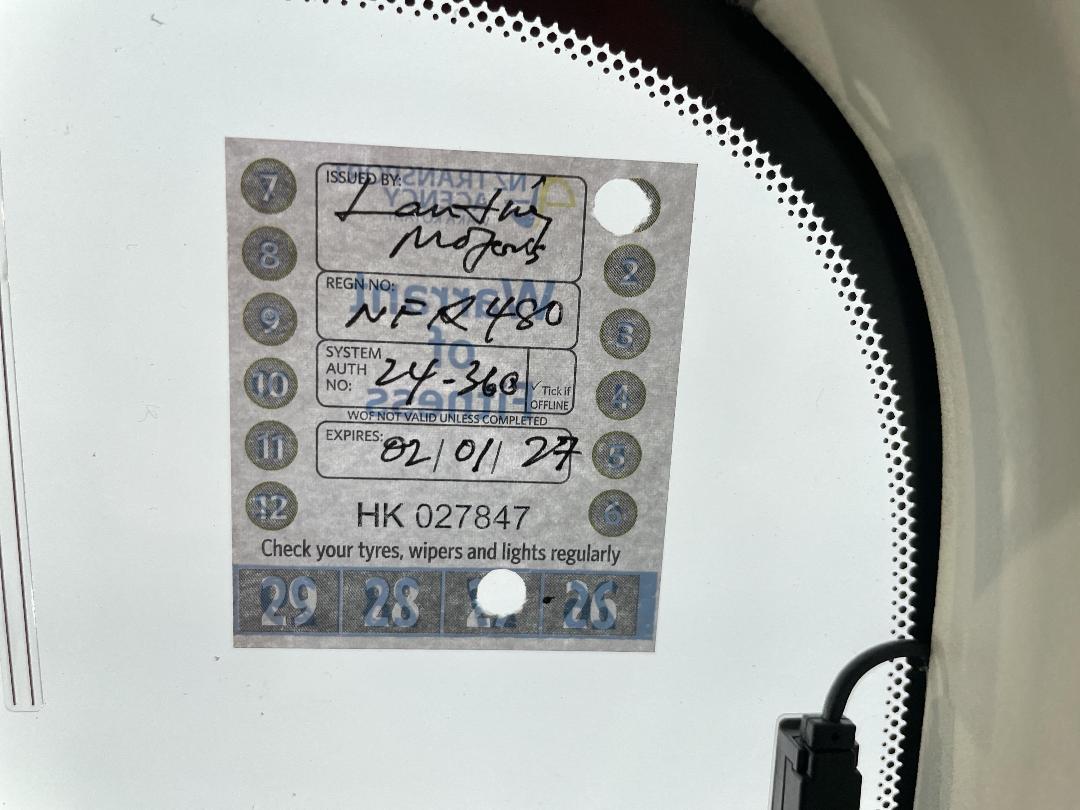 7
ISSUED BY:
NZ TRANSPORT
AGENCY
Motors
8
2
REGN NO:
NFR480
Warrant
of
Fitness
9
3
SYSTEM
AUTH
NO:
24-360
✓ Tick if
OFFLINE
10
4
WOF NOT VALID UNLESS COMPLETED
EXPIRES:
02/01/27
11
5
12
6
HK 027847
Check your tyres, wipers and lights regularly
29 28 26